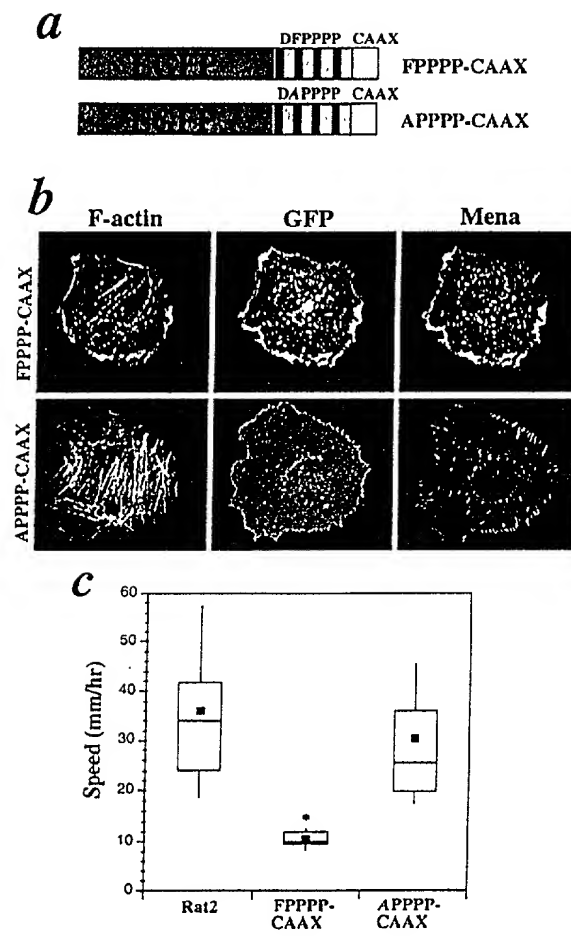 a
DFPPPP CAAX
FPPPP-CAAX
DAPPPP CAAX
APPPP-CAAX
b
F-actin GFP Mena
FPPPP-CAAX
APPPP-CAAX
c
60
50
40
30
20
10
0
Speed (mm/hr)
*
Rat2 FPPPP-CAAX APPPP-CAAX